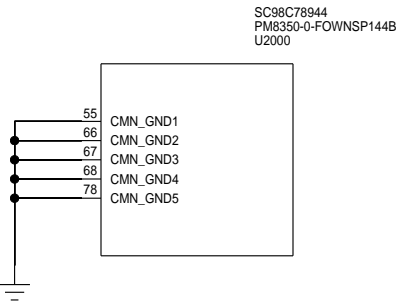 SC98C78944
PM8350-0-FOWNSP144B
U2000
55 CMN_GND1
66 CMN_GND2
67 CMN_GND3
68 CMN_GND4
78 CMN_GND5